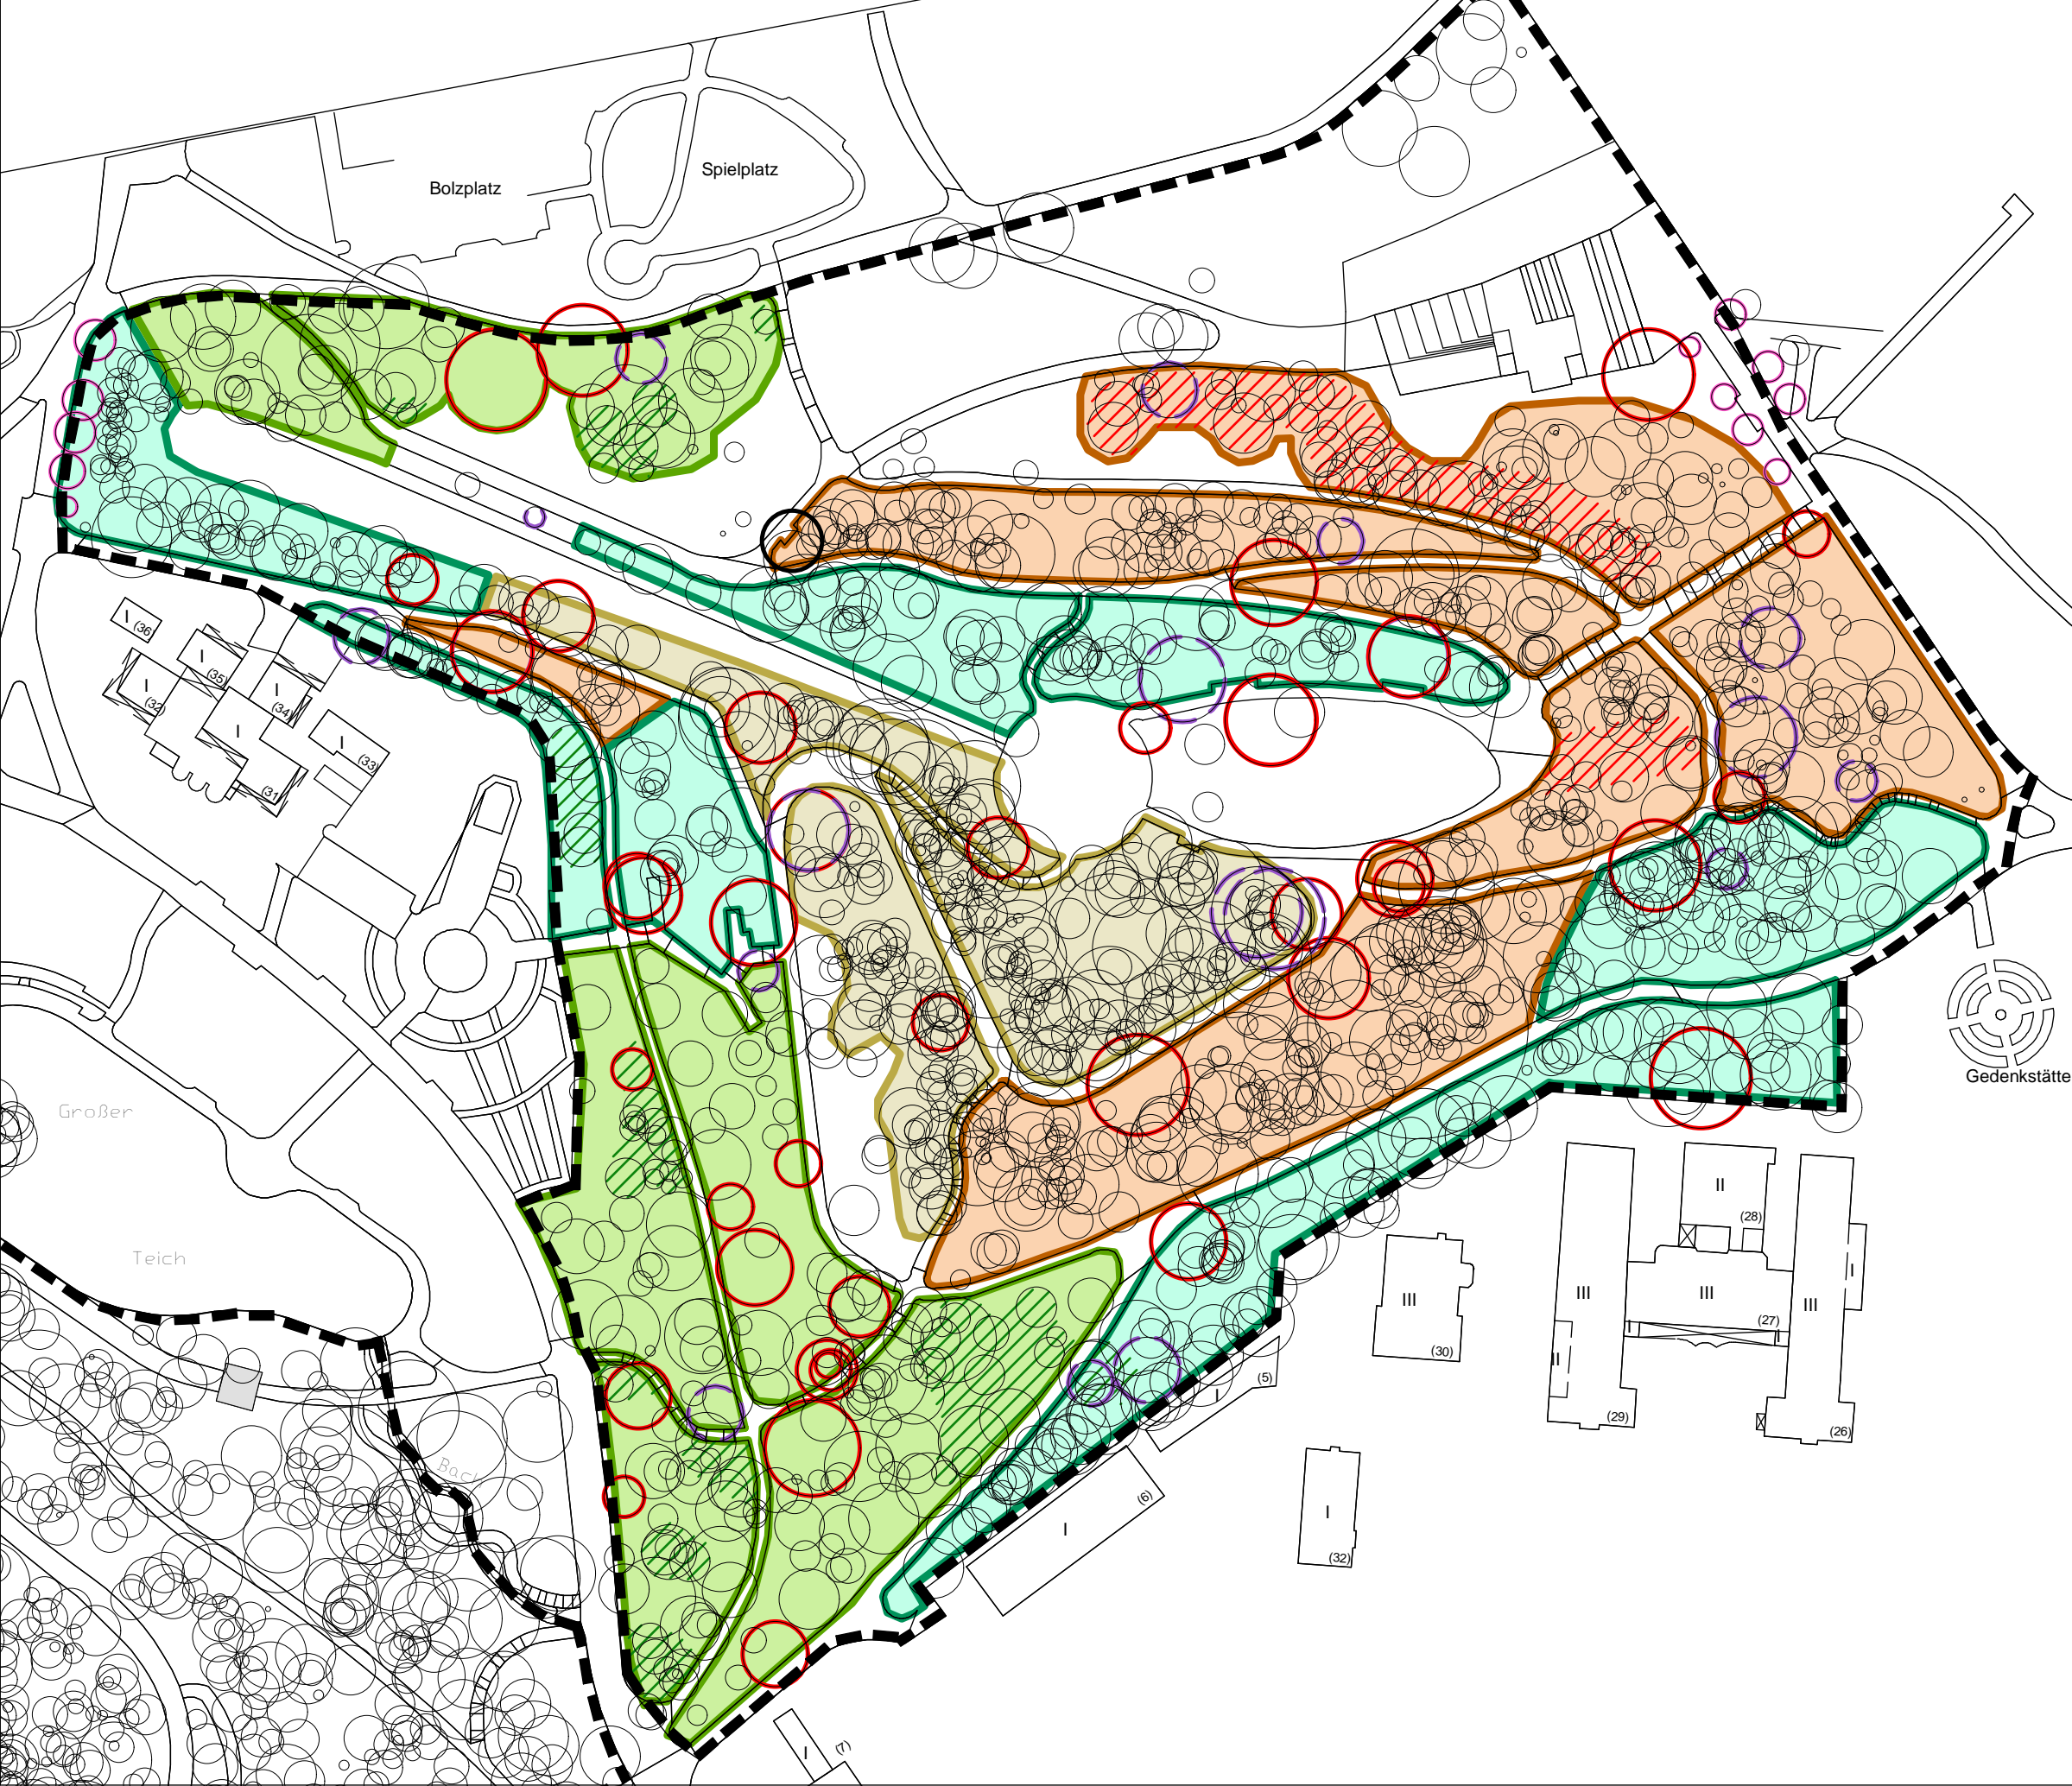 Spielplatz
Bolzplatz
I
(36
I
(35)
I
(32)
I
(34)
I
I
(33)
(31)
Gedenkstätte
Großer
Teich
II
(28)
I
III
III
III
III
(27)
I
I
(30)
II
(5)
I
(29)
(26)
Bach
(6)
I
I
(32)
I
(7)